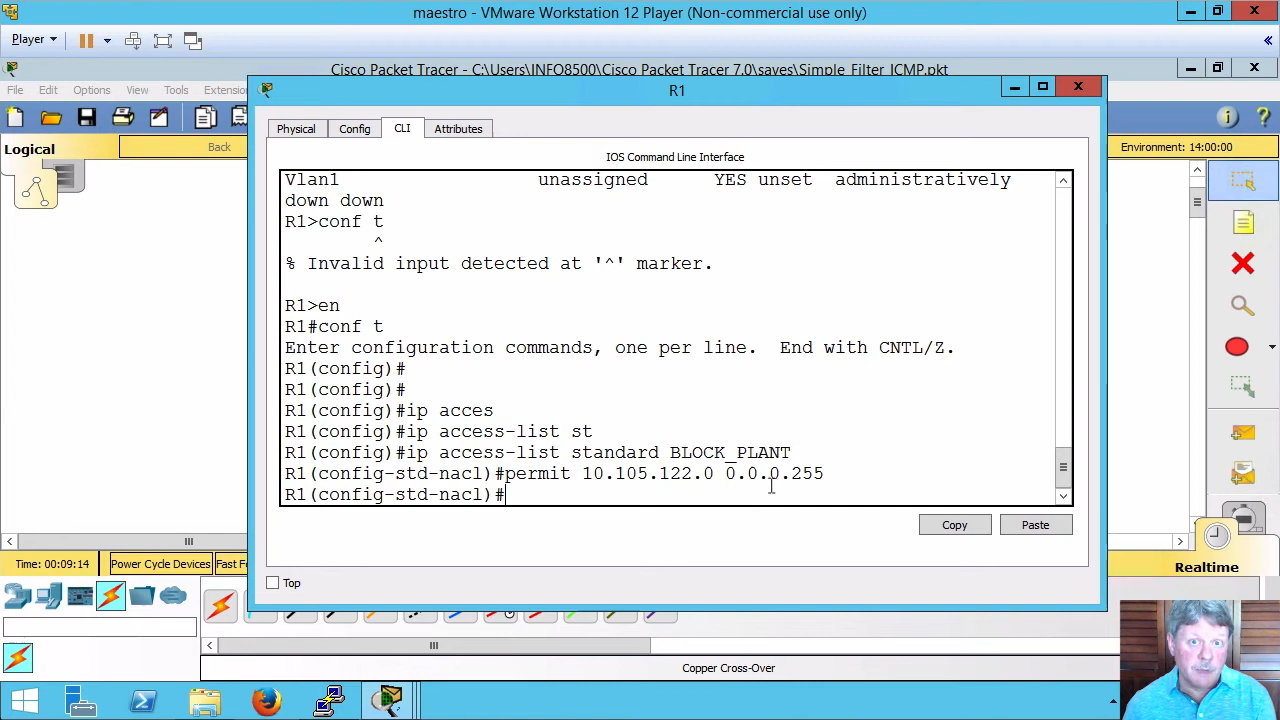 maestro - VMware Workstation 12 Player (Non-commercial use only)
Player
Cisco Packet Tracer - C:\Users\INFO8500\Cisco Packet Tracer 7.0\saves\Simple_Filter_ICMP.pkt
File Edit Options View Tools Extension
R1
Logical
Back
Environment: 14:00:00
Physical Config CLI Attributes
IOS Command Line Interface
Vlan1 unassigned YES unset administratively
down down
R1>conf t
^
% Invalid input detected at '^' marker.
R1>en
R1#conf t
Enter configuration commands, one per line. End with CNTL/Z.
R1(config)#
R1(config)#
R1(config)#ip acces
R1(config)#ip access-list st
R1(config)#ip access-list standard BLOCK_PLANT
R1(config-std-nacl)#permit 10.105.122.0 0.0.0.255
R1(config-std-nacl)#
Copy Paste
Time: 00:09:14 Power Cycle Devices Fast F
Realtime
Top
Copper Cross-Over